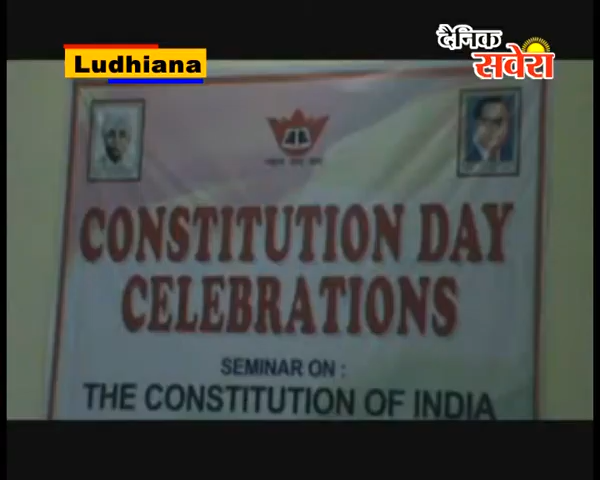 Ludhiana
दैनिक
सवेरा
CONSTITUTION DAY
CELEBRATIONS
SEMINAR ON :
THE CONSTITUTION OF INDIA